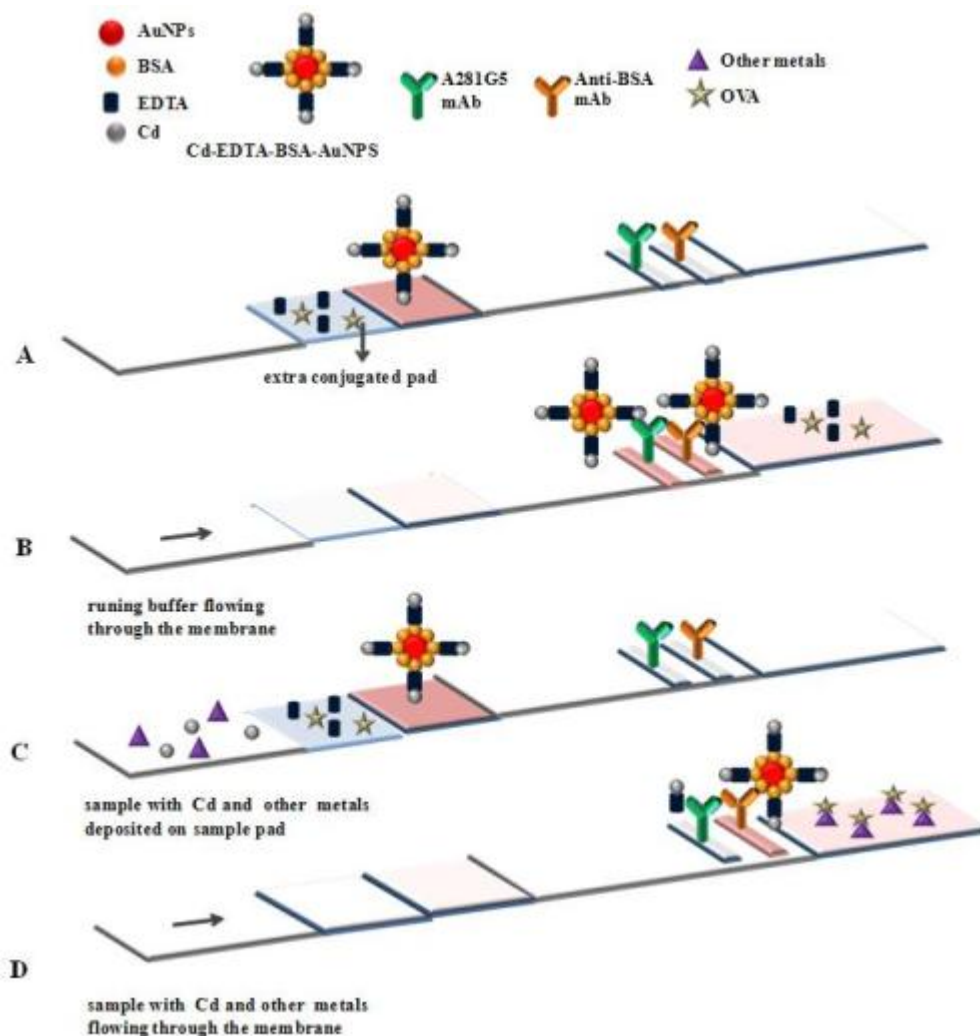 AuNPs
BSA
EDTA
Cd
Cd-EDTA-BSA-AuNPS
A281G5
mAb
Anti-BSA
mAb
Other metals
OVA
A
extra conjugated pad
B
runing buffer flowing
through the membrane
C
sample with Cd and other metals
deposited on sample pad
D
sample with Cd and other metals
flowing through the membrane